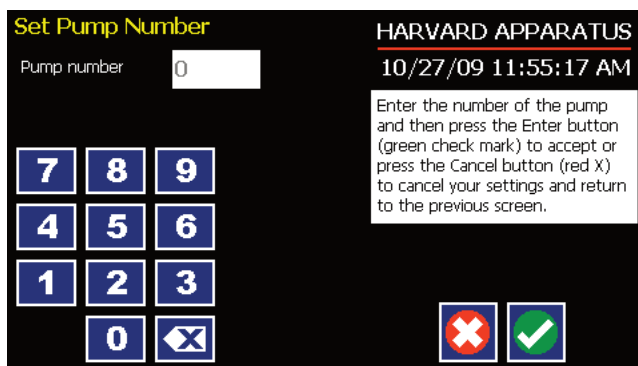 Set Pump Number
Pump number 0
HARVARD APPARATUS
10/27/09 11:55:17 AM
Enter the number of the pump
and then press the Enter button
(green check mark) to accept or
press the Cancel button (red X)
to cancel your settings and return
to the previous screen.
7 8 9
4 5 6
1 2 3
0